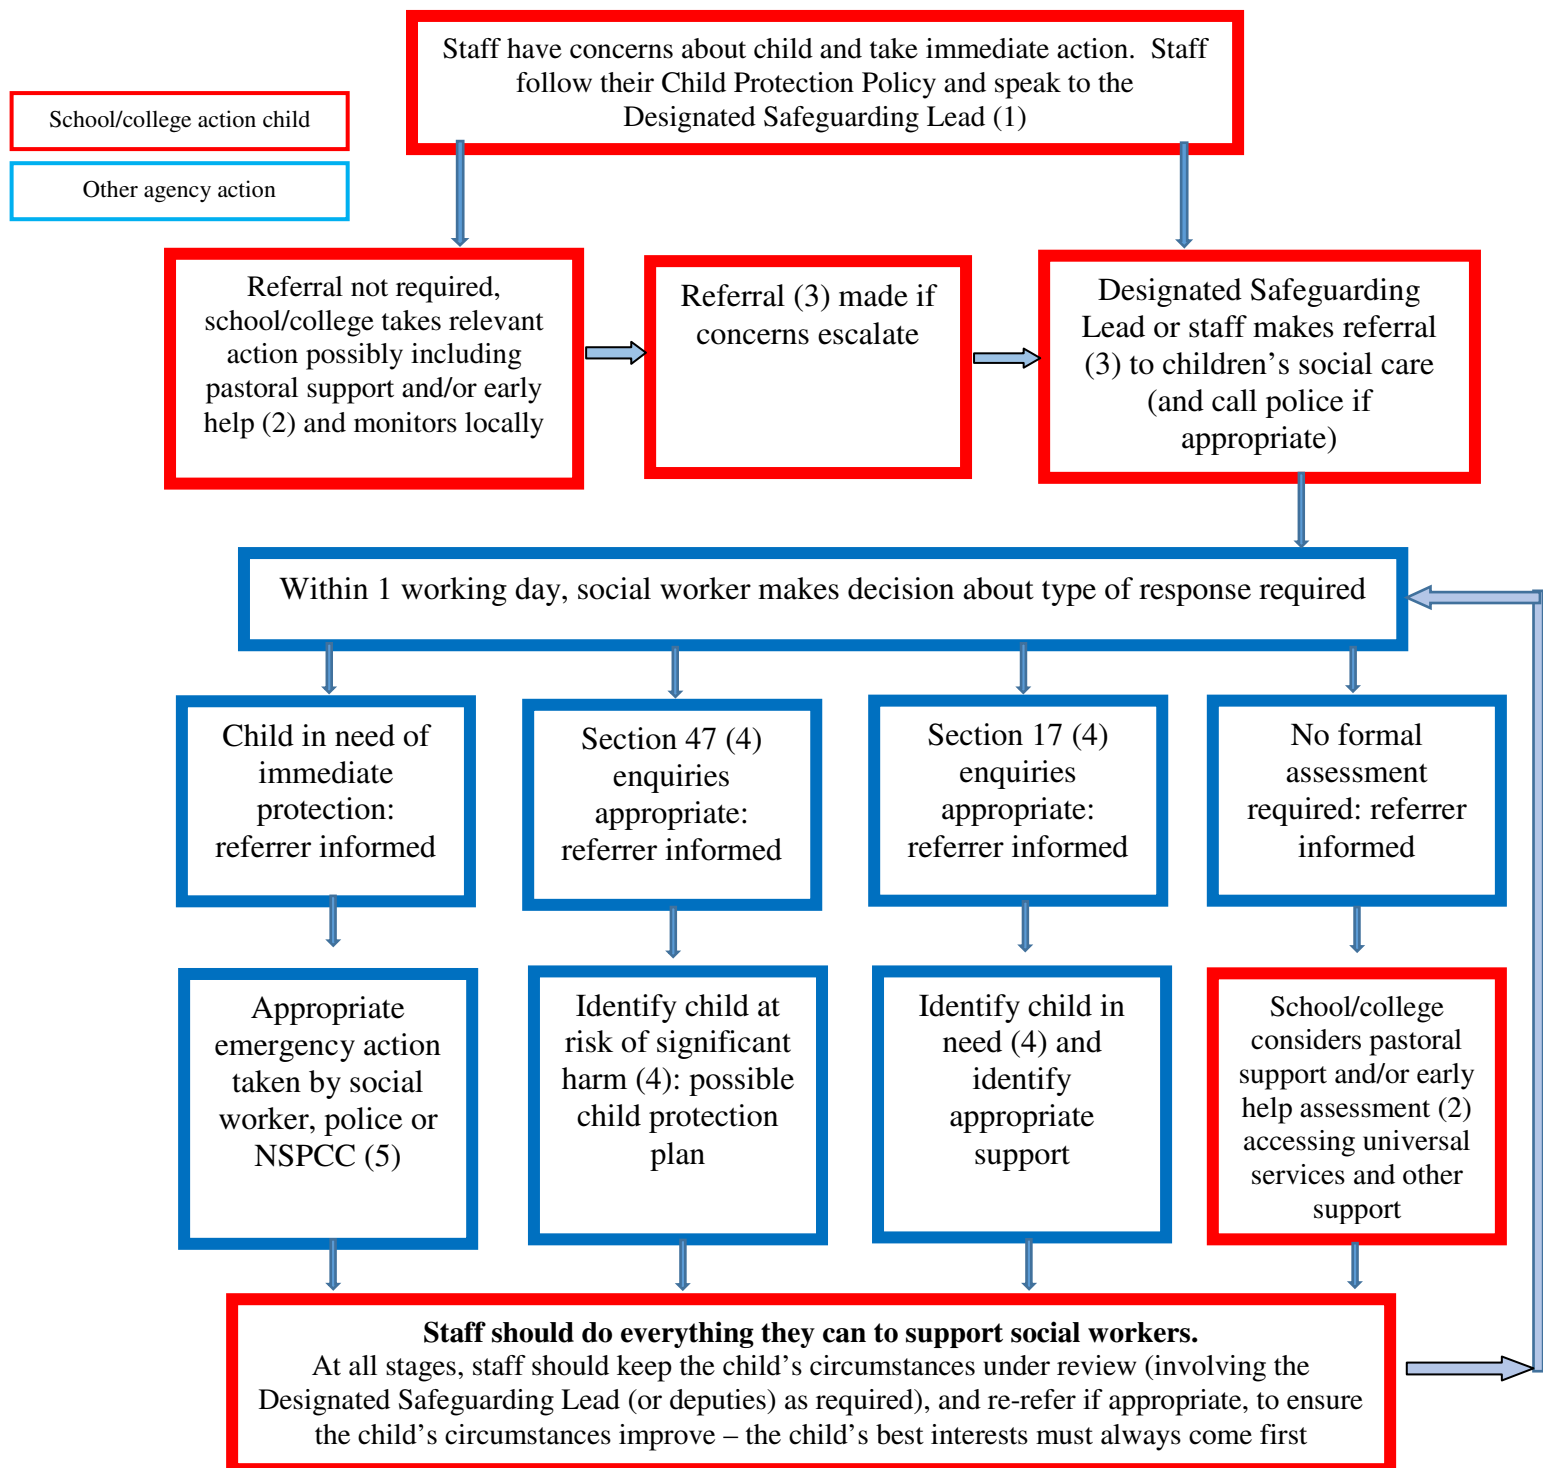 Staff have concerns about child and take immediate action.  Staff
follow their Child Protection Policy and speak to the
Designated Safeguarding Lead (1)
School/college action child
Other agency action
Referral not required,
school/college takes relevant
action possibly including
pastoral support and/or early
help (2) and monitors locally
Referral (3) made if
concerns escalate
Designated Safeguarding
Lead or staff makes referral
(3) to children’s social care
(and call police if
appropriate)
Within 1 working day, social worker makes decision about type of response required
Child in need of
immediate
protection:
referrer informed
Section 47 (4)
enquiries
appropriate:
referrer informed
Section 17 (4)
enquiries
appropriate:
referrer informed
No formal
assessment
required: referrer
informed
Appropriate
emergency action
taken by social
worker, police or
NSPCC (5)
Identify child at
risk of significant
harm (4): possible
child protection
plan
Identify child in
need (4) and
identify
appropriate
support
School/college
considers pastoral
support and/or early
help assessment (2)
accessing universal
services and other
support
Staff should do everything they can to support social workers.
At all stages, staff should keep the child’s circumstances under review (involving the
Designated Safeguarding Lead (or deputies) as required), and re-refer if appropriate, to ensure
the child’s circumstances improve – the child’s best interests must always come first